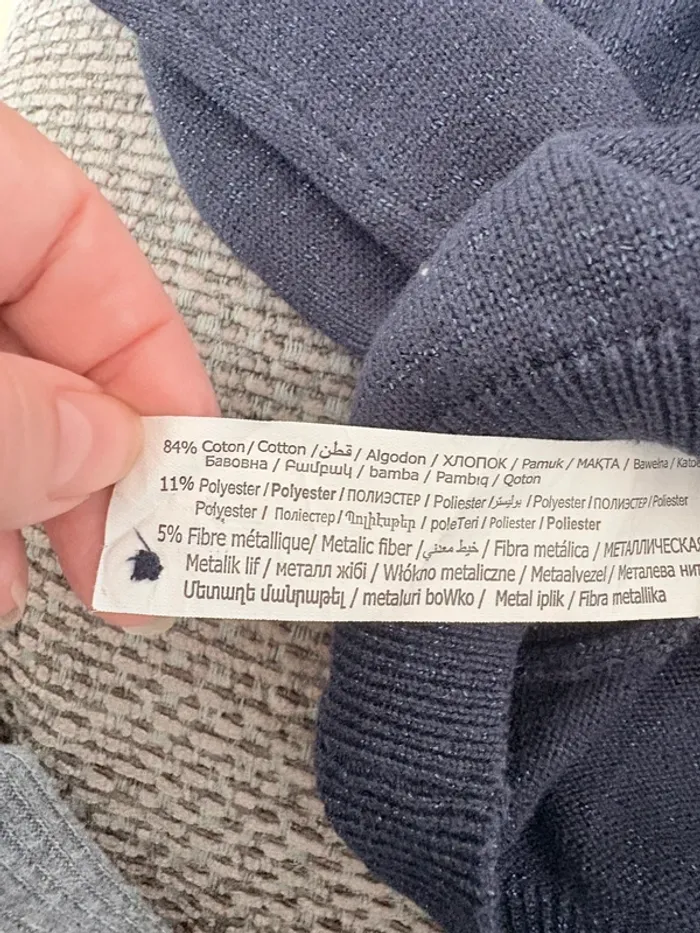 84% Coton / Cotton / قطن / Algodon / ХЛОПОК / Pamuk / МАҚТА / Bawełna / Katoe
Бавовна / Բամբակ / bamba / Pambıq / Qoton
11% Polyester / Polyester / ПОЛИЭСТЕР / Poliester / بوليستر / Polyester / ПОЛИЭСТЕР / Poliester
Polyester / Поліестер / Պոլիէսթեր / poleTeri / Poliester / Poliester
5% Fibre métallique / Metalic fiber / خيط معدني / Fibra metálica / МЕТАЛЛИЧЕСКАЯ
Metalik lif / металл жібі / Włókno metaliczne / Metaalvezel / Металева нит
Մետաղե մանրաթել / metaluri boWko / Metal iplik / Fibra metallika